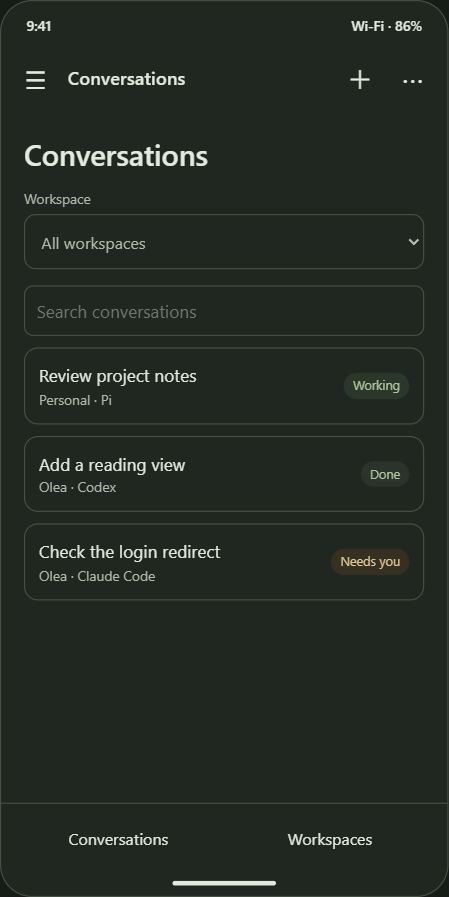 9:41
Wi-Fi · 86%
Conversations
Conversations
Workspace
All workspaces
Search conversations
Review project notes
Personal · Pi
Working
Add a reading view
Olea · Codex
Done
Check the login redirect
Olea · Claude Code
Needs you
Conversations
Workspaces